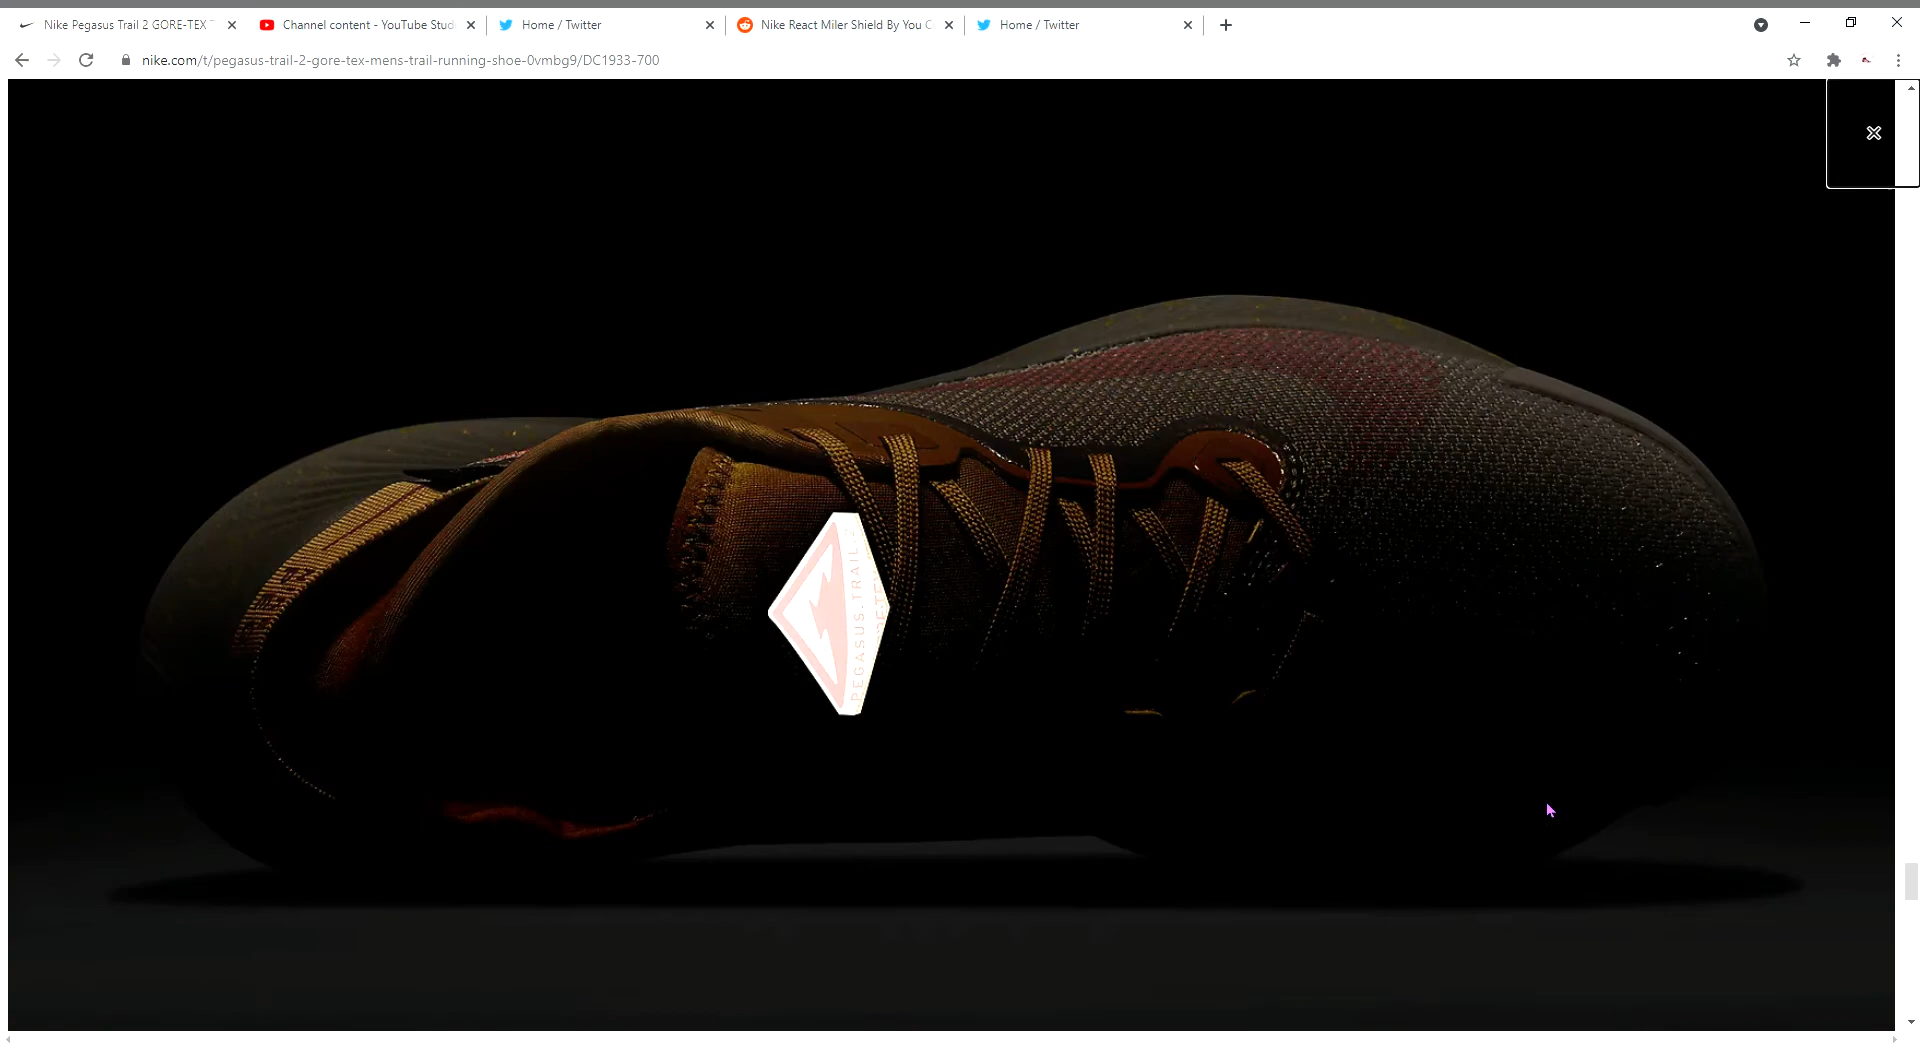 Nike Pegasus Trail 2 GORE-TEX
Channel content - YouTube Studi
Home / Twitter
Nike React Miler Shield By You C
Home / Twitter
nike.com/t/pegasus-trail-2-gore-tex-mens-trail-running-shoe-0vmbg9/DC1933-700
PEGASUS.TRAIL.2